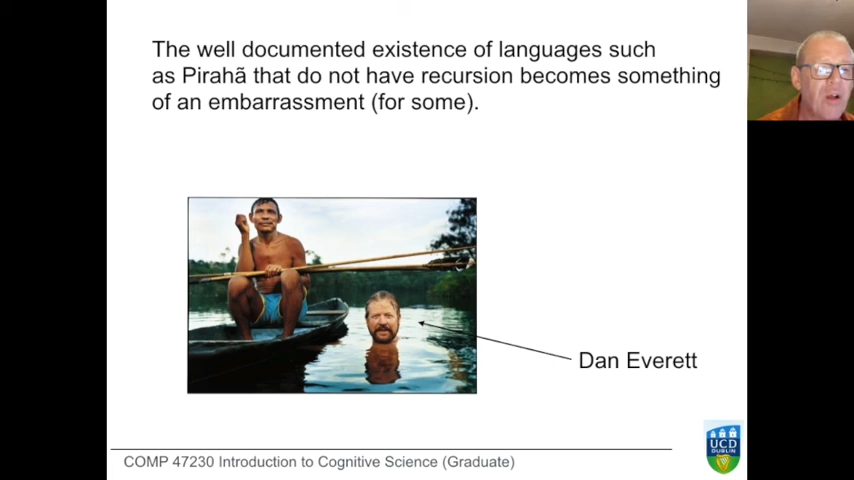 The well documented existence of languages such
as Pirahã that do not have recursion becomes something
of an embarrassment (for some).
Dan Everett
COMP 47230 Introduction to Cognitive Science (Graduate)
UCD
DUBLIN